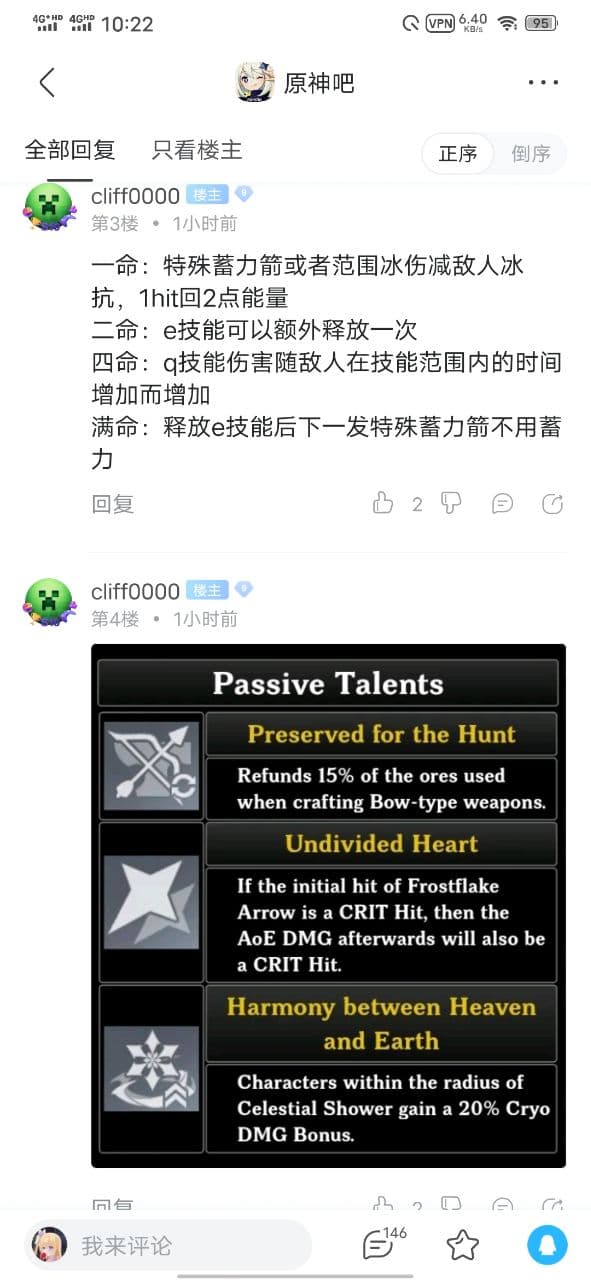 4G+HD 4GHD 10:22 VPN 6.40 KB/s 95
原神吧
全部回复 只看楼主 正序 倒序
cliff0000 楼主 9
第3楼 • 1小时前
一命：特殊蓄力箭或者范围冰伤减敌人冰
抗，1hit回2点能量
二命：e技能可以额外释放一次
四命：q技能伤害随敌人在技能范围内的时间
增加而增加
满命：释放e技能后下一发特殊蓄力箭不用蓄
力
回复 2
cliff0000 楼主 9
第4楼 • 1小时前
Passive Talents
Preserved for the Hunt
Refunds 15% of the ores used
when crafting Bow-type weapons.
Undivided Heart
If the initial hit of Frostflake
Arrow is a CRIT Hit, then the
AoE DMG afterwards will also be
a CRIT Hit.
Harmony between Heaven
and Earth
Characters within the radius of
Celestial Shower gain a 20% Cryo
DMG Bonus.
回复 2
我来评论 146